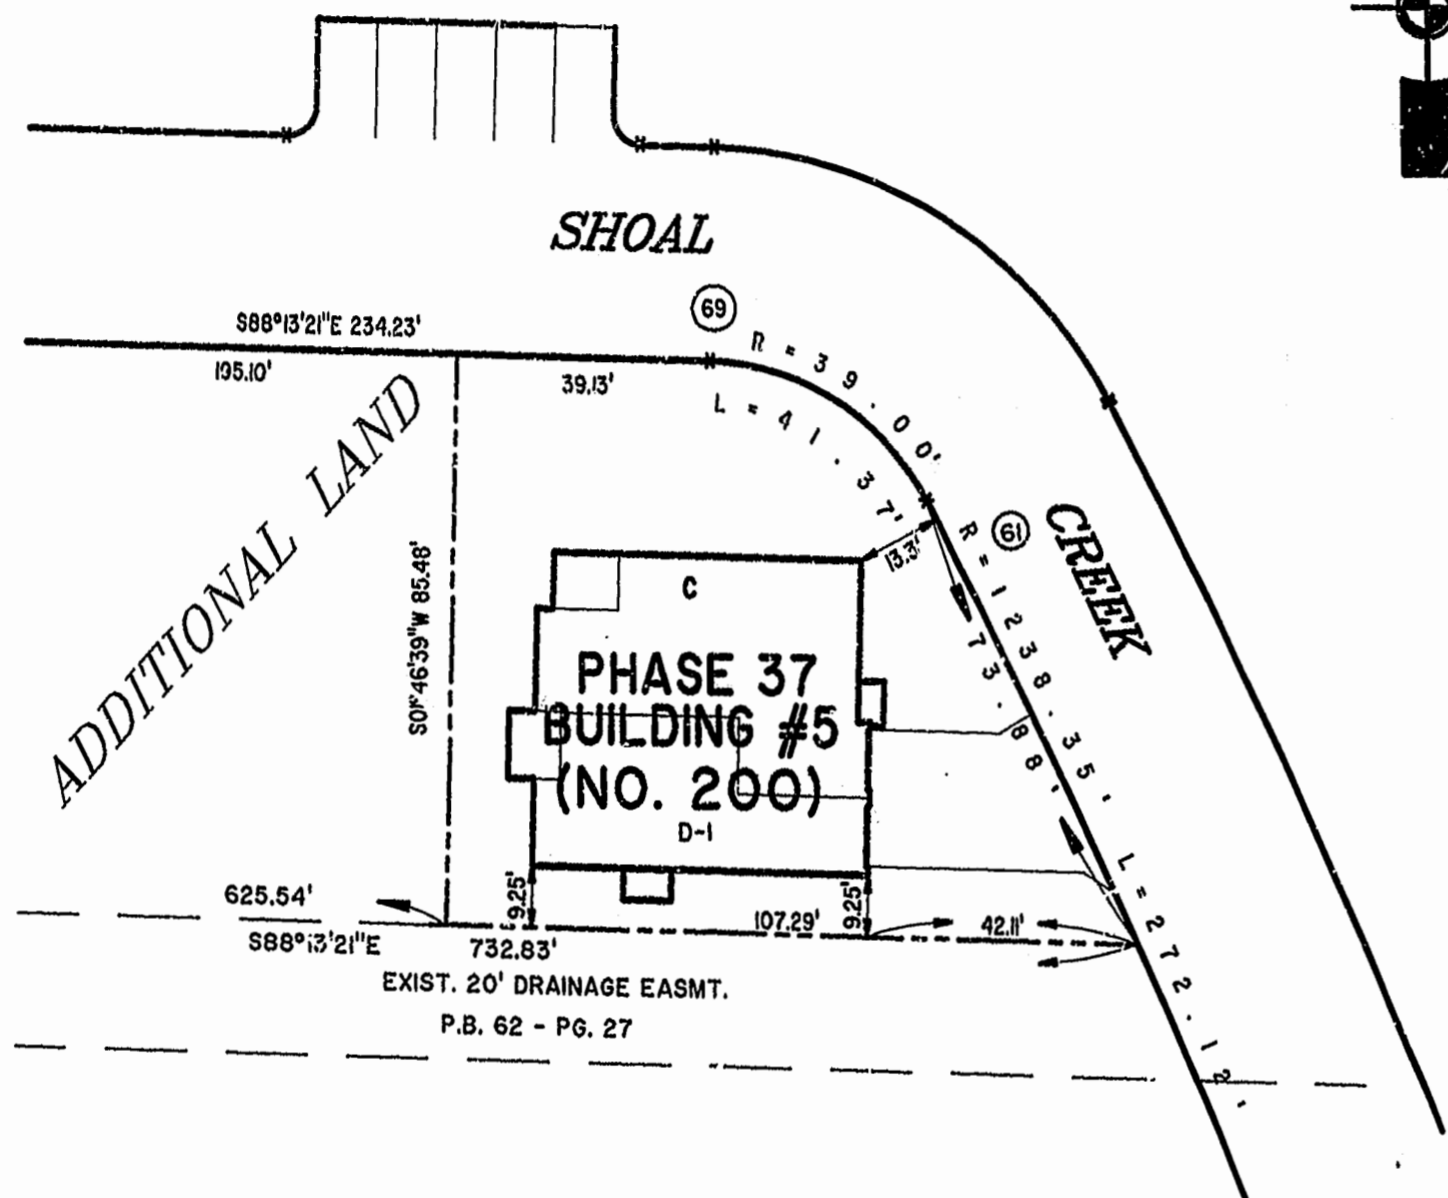 SHOAL
69
S88°13'21"E 234.23'
R = 39.00'
195.10'
39.13'
L = 41.37'
ADDITIONAL LAND
S01°46'39"W 85.48'
13.3'
61
CREEK
R = 1238.35'
73.88'
C
PHASE 37
BUILDING #5
(NO. 200)
D-1
L = 272.12'
625.54'
9.25'
107.29'
9.25'
42.11'
S88°13'21"E
732.83'
EXIST. 20' DRAINAGE EASMT.
P.B. 62 - PG. 27